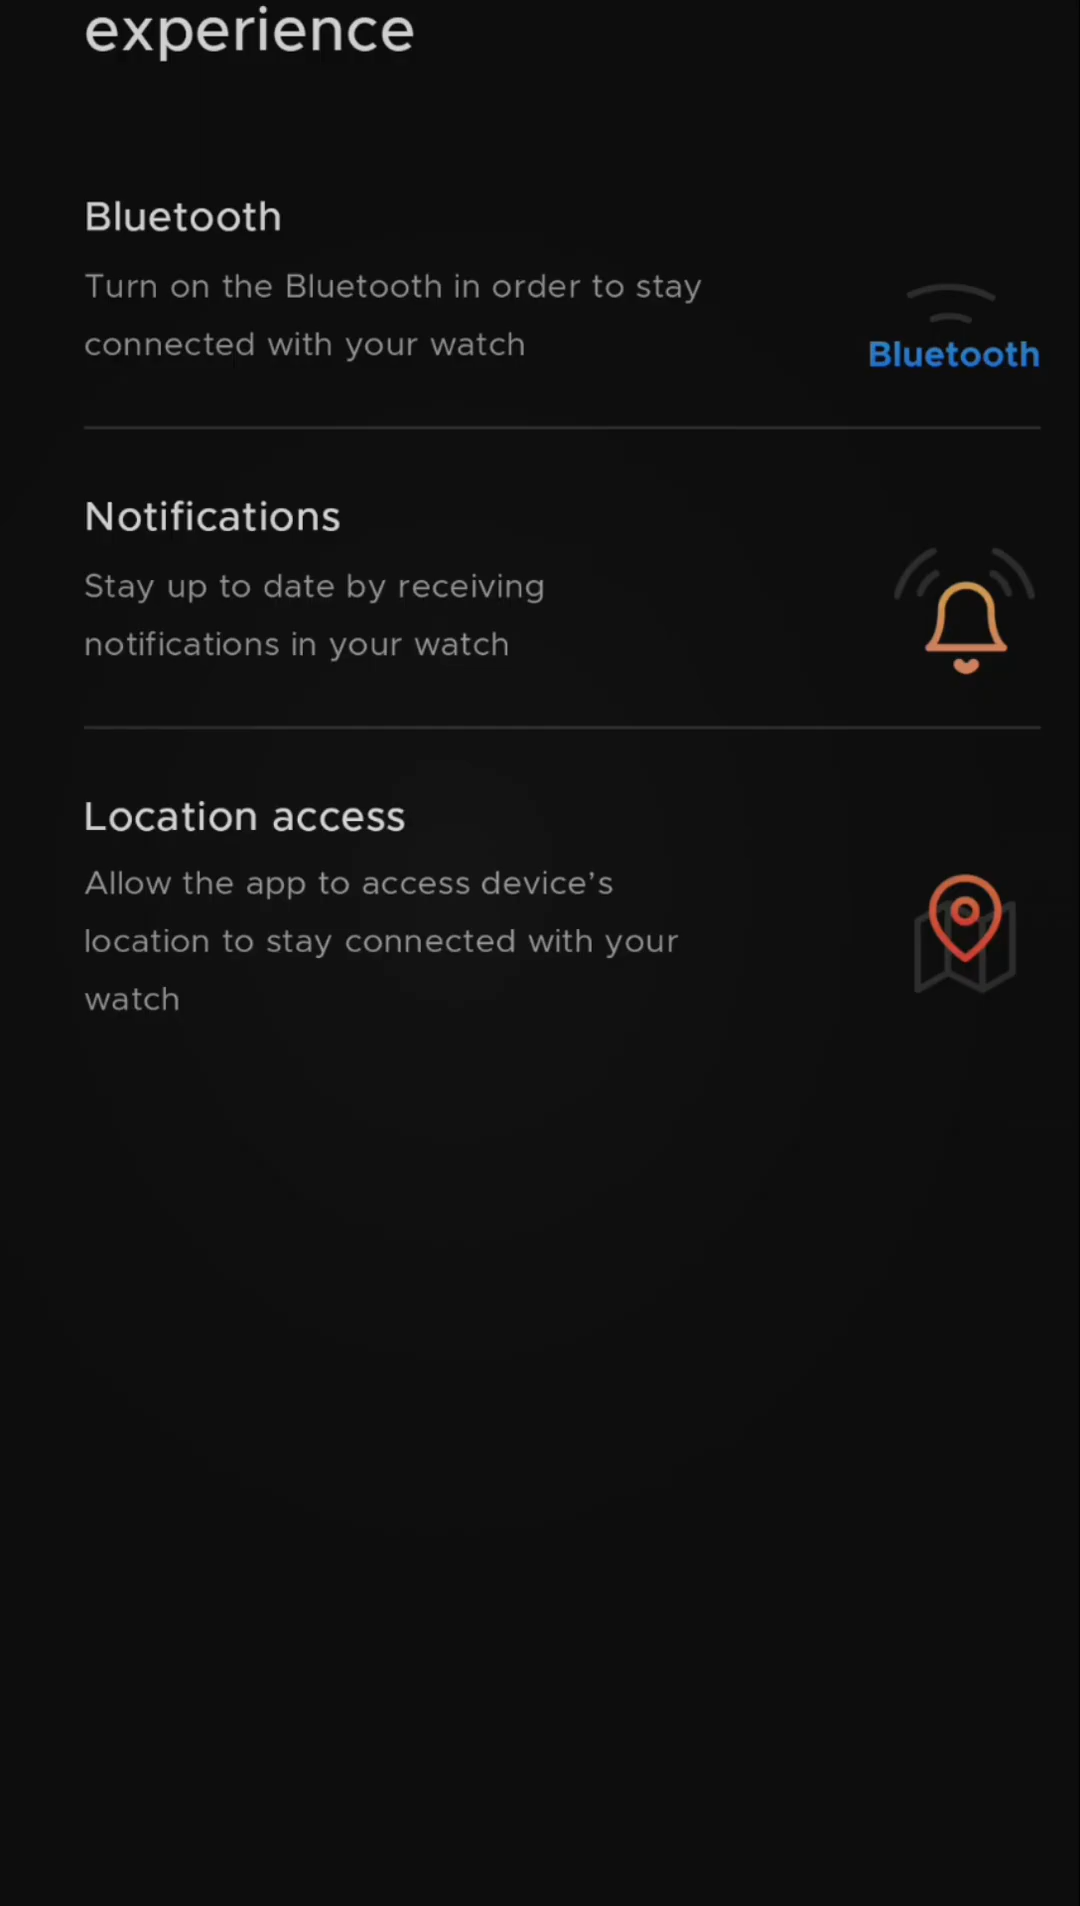 experience
Bluetooth
Turn on the Bluetooth in order to stay
connected with your watch
Bluetooth
Notifications
Stay up to date by receiving
notifications in your watch
Location access
Allow the app to access device’s
location to stay connected with your
watch